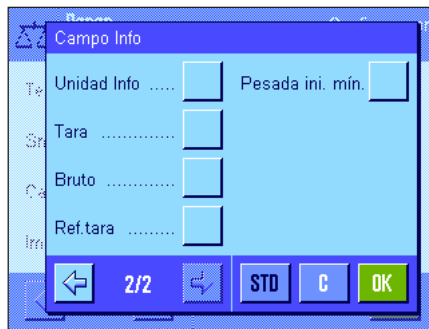 Campo Info
Unidad Info ..... Pesada ini. mín.
Tara .............
Bruto .............
Ref.tara .........
2/2 STD C OK